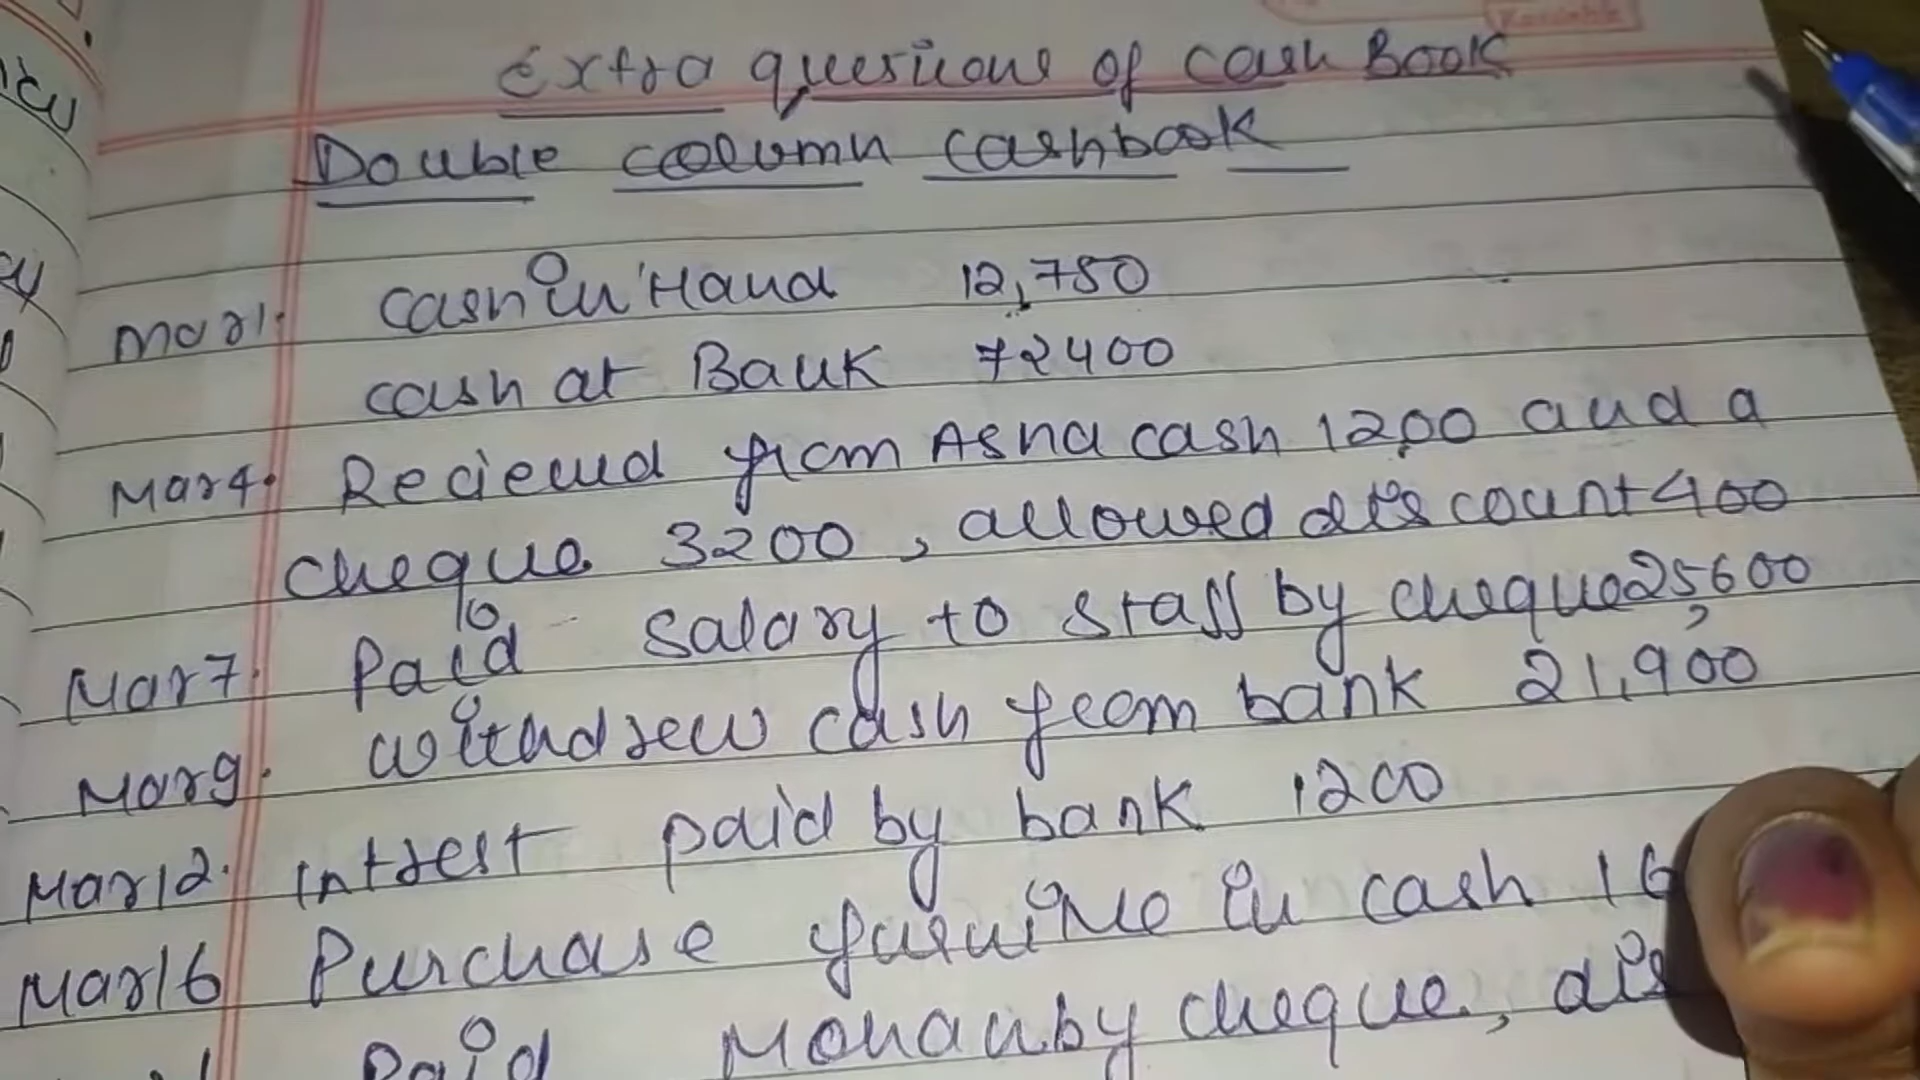 Extra questions of cash Book
Double column cashbook
Mar1. cash in Hand 12,750
cash at Bank 72400
Mar4. Recieved from Asha cash 1200 and a
cheque 3200, allowed discount 400
Mar7. Paid salary to staff by cheque 25,600
Mar9. withdrew cash from bank 21,900
Mar12. Intrest paid by bank 1200
Mar16 Purchase in cash
Paid Mohan by cheque,